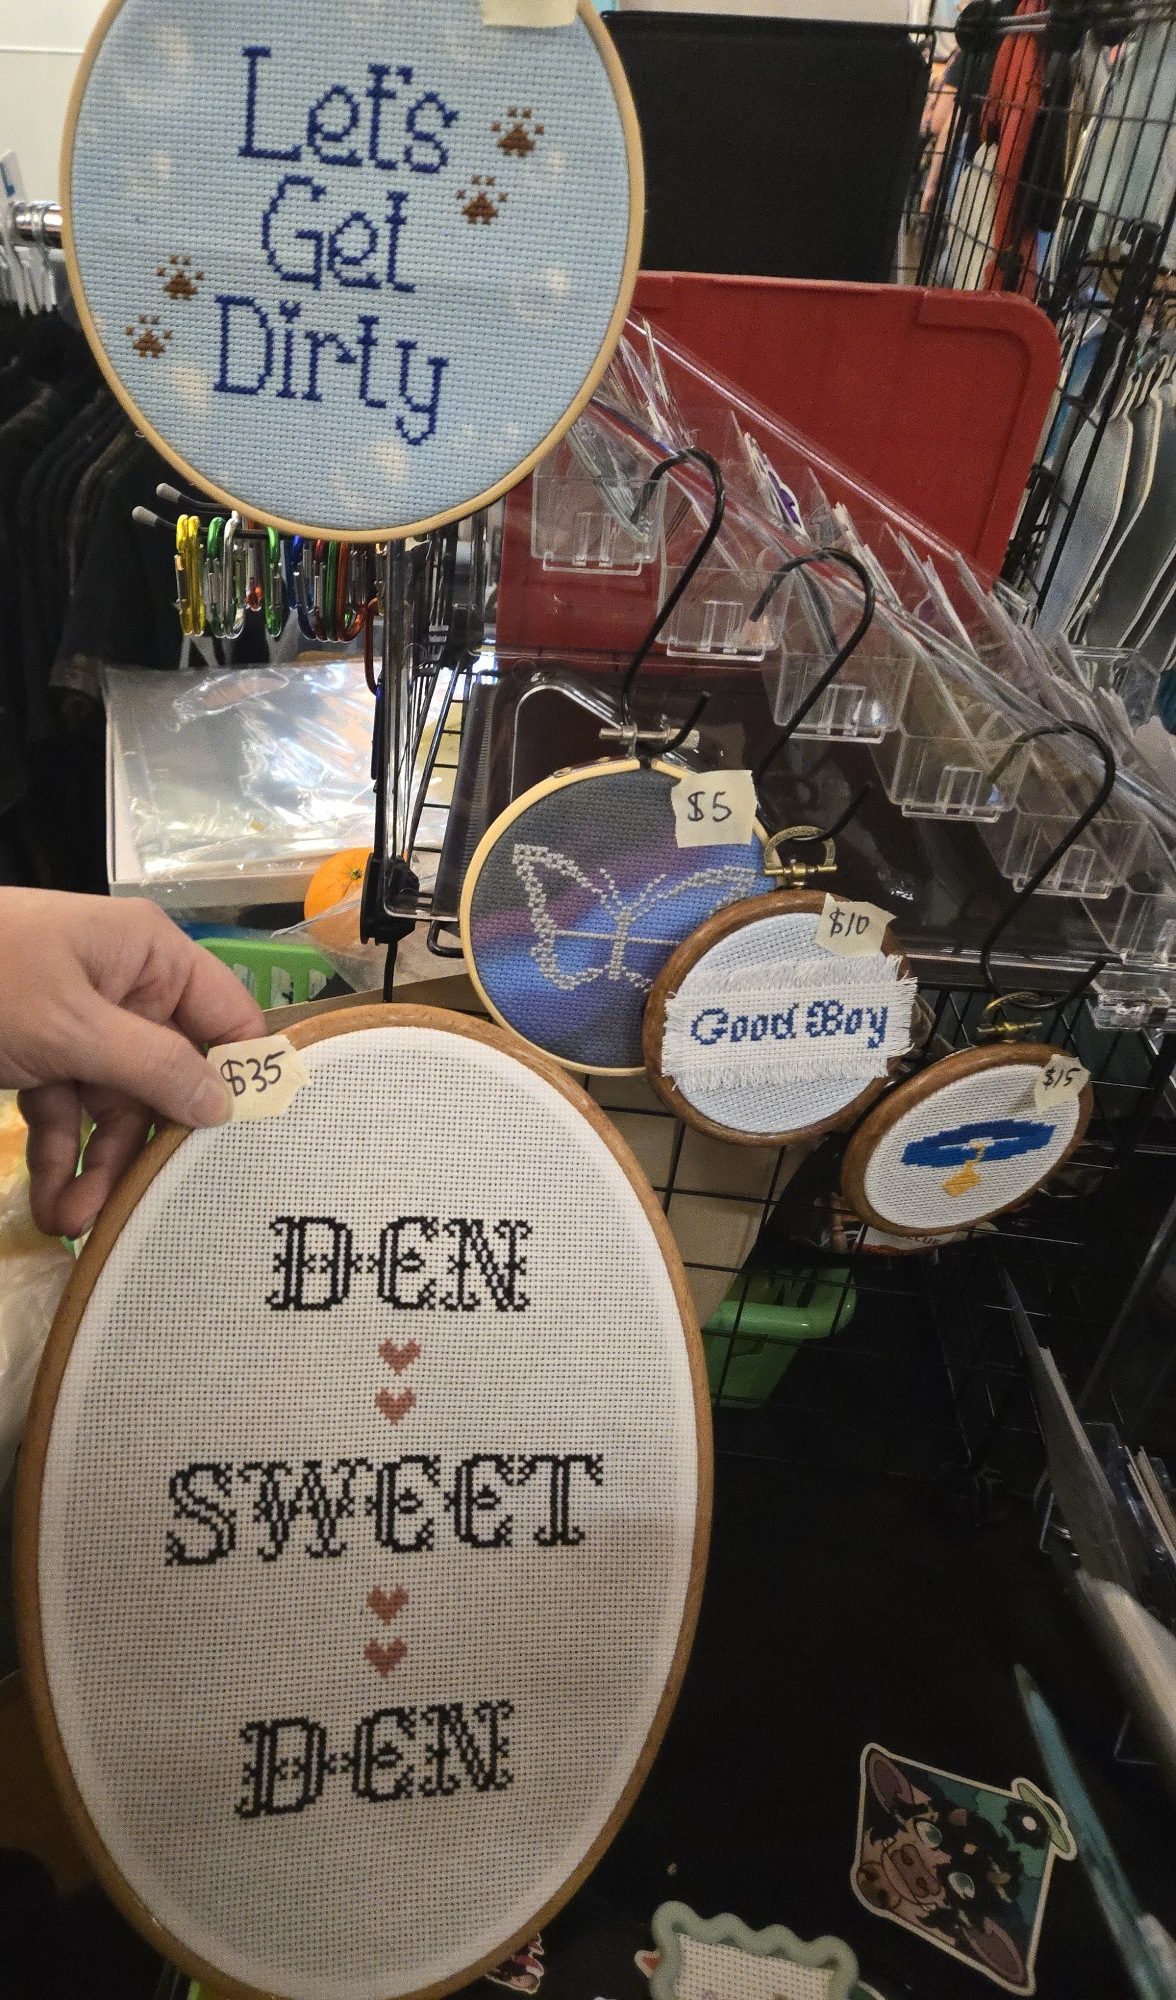 Let's
Get
Dirty
$5
$10
Good Boy
$15
$35
DEN
SWEET
DEN